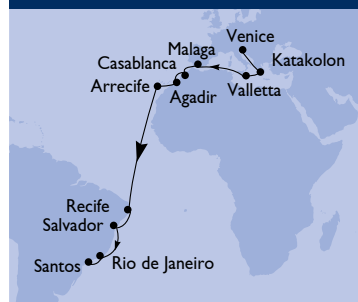 Venice
Malaga
Casablanca
Katakolon
Arrecife
Agadir
Valletta
Recife
Salvador
Santos
Rio de Janeiro